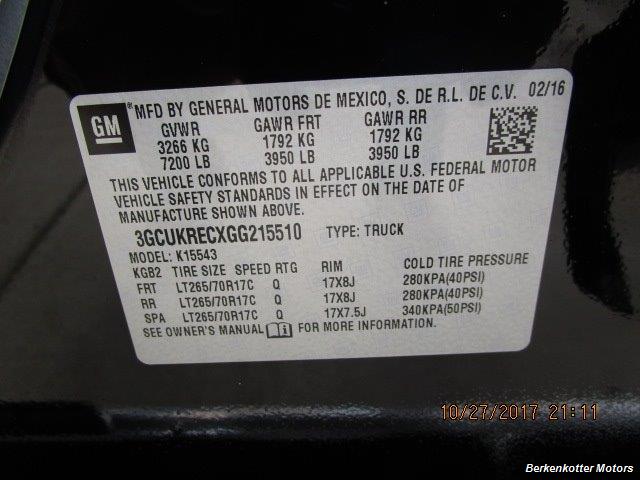 GM ® MFD BY GENERAL MOTORS DE MEXICO, S. DE R.L. DE C.V. 02/16
GVWR GAWR FRT GAWR RR
3266 KG 1792 KG 1792 KG
7200 LB 3950 LB 3950 LB
THIS VEHICLE CONFORMS TO ALL APPLICABLE U.S. FEDERAL MOTOR
VEHICLE SAFETY STANDARDS IN EFFECT ON THE DATE OF
MANUFACTURE SHOWN ABOVE.
3GCUKRECXGG215510 TYPE: TRUCK
MODEL: K15543
KGB2 TIRE SIZE SPEED RTG RIM COLD TIRE PRESSURE
FRT LT265/70R17C Q 17X8J 280KPA(40PSI)
RR LT265/70R17C Q 17X8J 280KPA(40PSI)
SPA LT265/70R17C Q 17X7.5J 340KPA(50PSI)
SEE OWNER'S MANUAL FOR MORE INFORMATION.
10/27/2017 21:11
Berkenkotter Motors